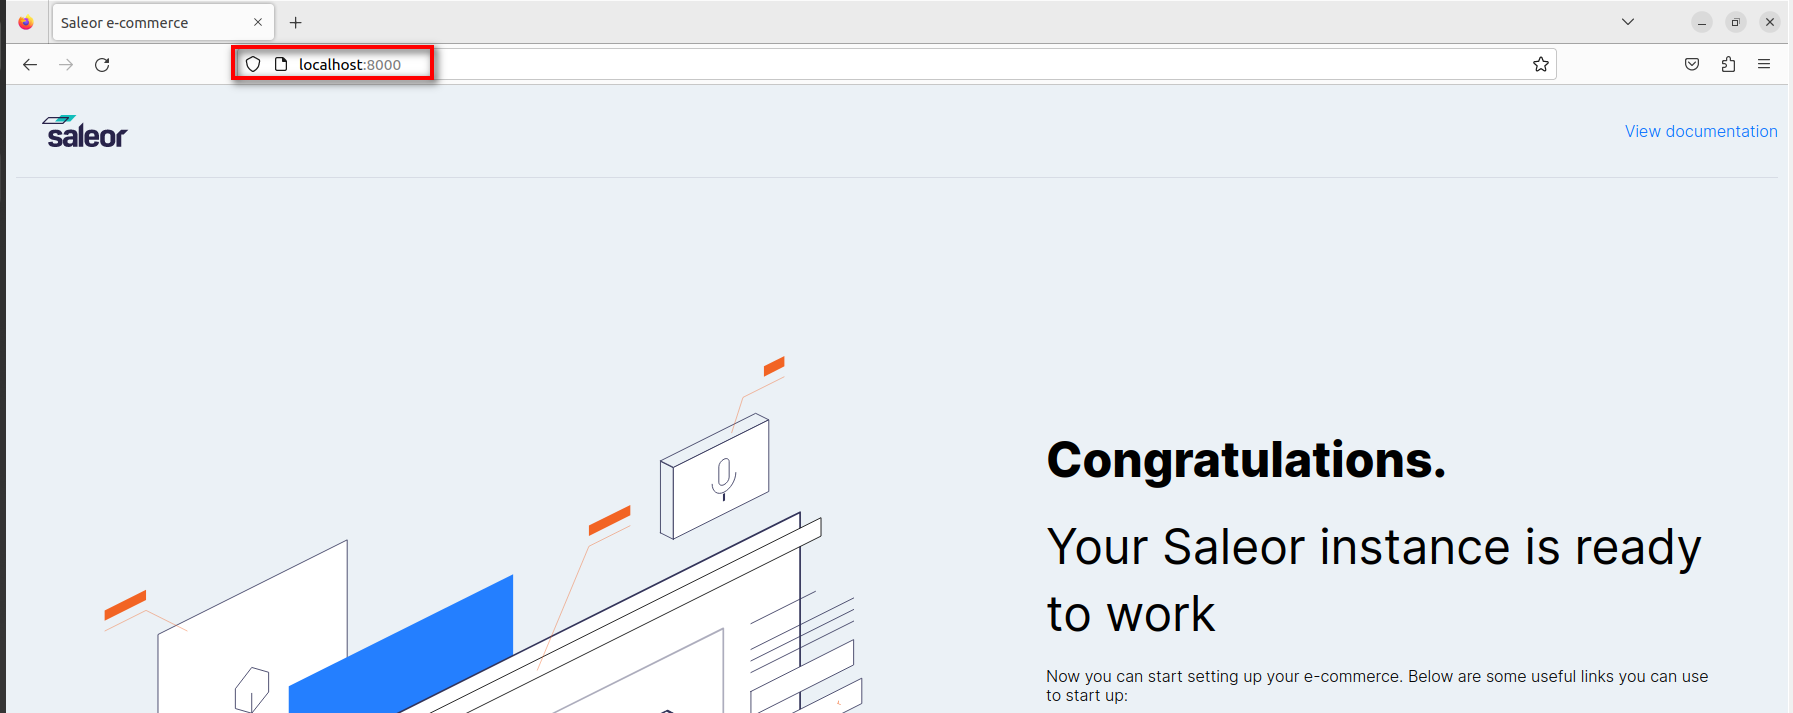 Saleor e-commerce
localhost:8000
saleor
View documentation
Congratulations.
Your Saleor instance is ready
to work
Now you can start setting up your e-commerce. Below are some useful links you can use
to start up: